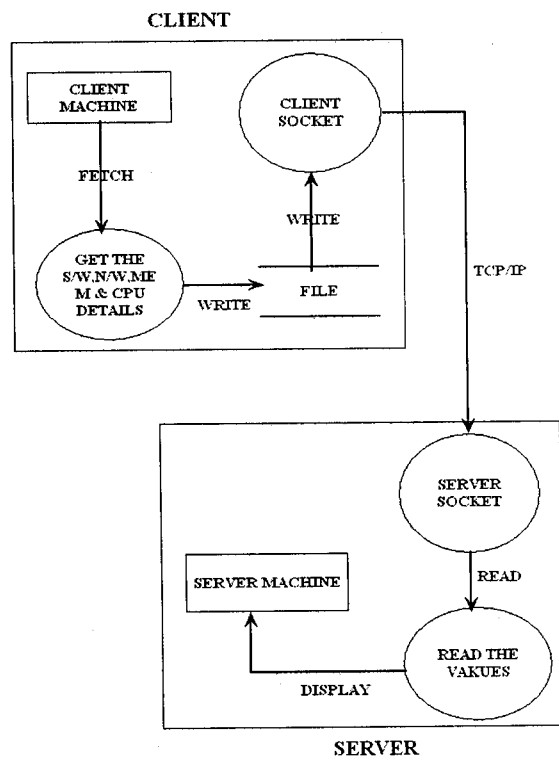 CLIENT
CLIENT
MACHINE
CLIENT
SOCKET
FETCH
WRITE
GET THE
S/W,N/W,ME
M & CPU
DETAILS
WRITE
FILE
TCP/IP
SERVER
SOCKET
READ
SERVER MACHINE
READ THE
VAKUES
DISPLAY
SERVER